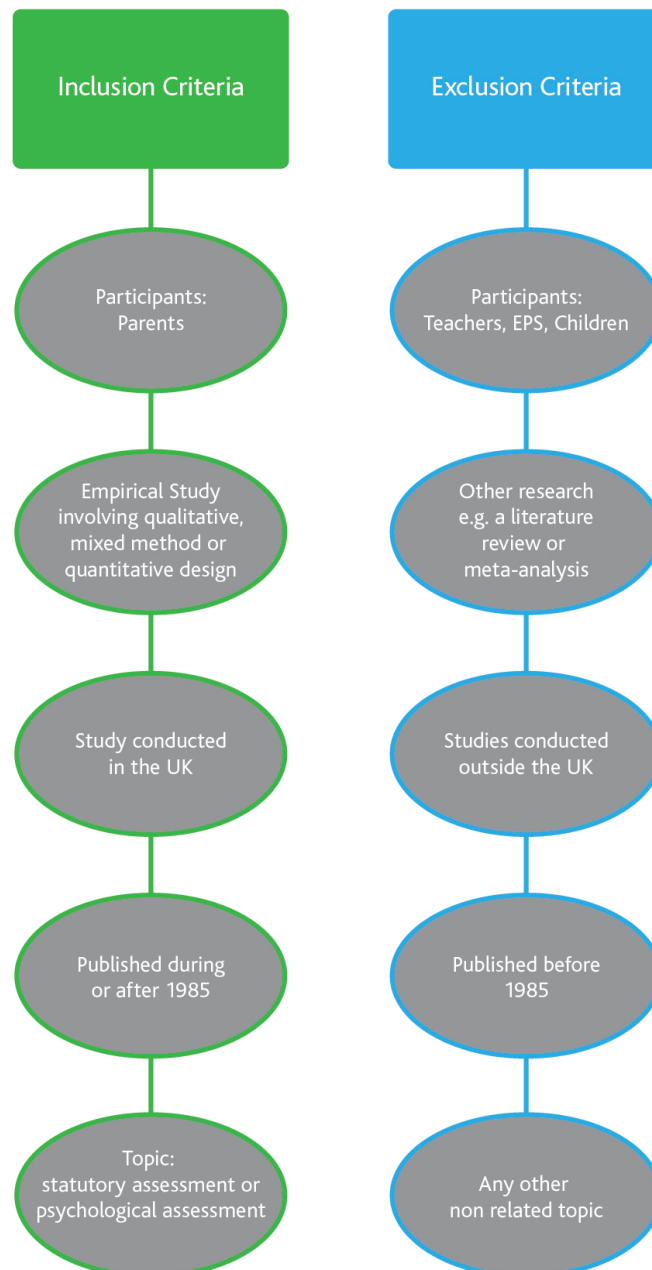 Inclusion Criteria
Participants:
Parents
Empirical Study
involving qualitative,
mixed method or
quantitative design
Study conducted
in the UK
Published during
or after 1985
Topic:
statutory assessment or
psychological assessment
Exclusion Criteria
Participants:
Teachers, EPS, Children
Other research
e.g. a literature
review or
meta-analysis
Studies conducted
outside the UK
Published before
1985
Any other
non related topic